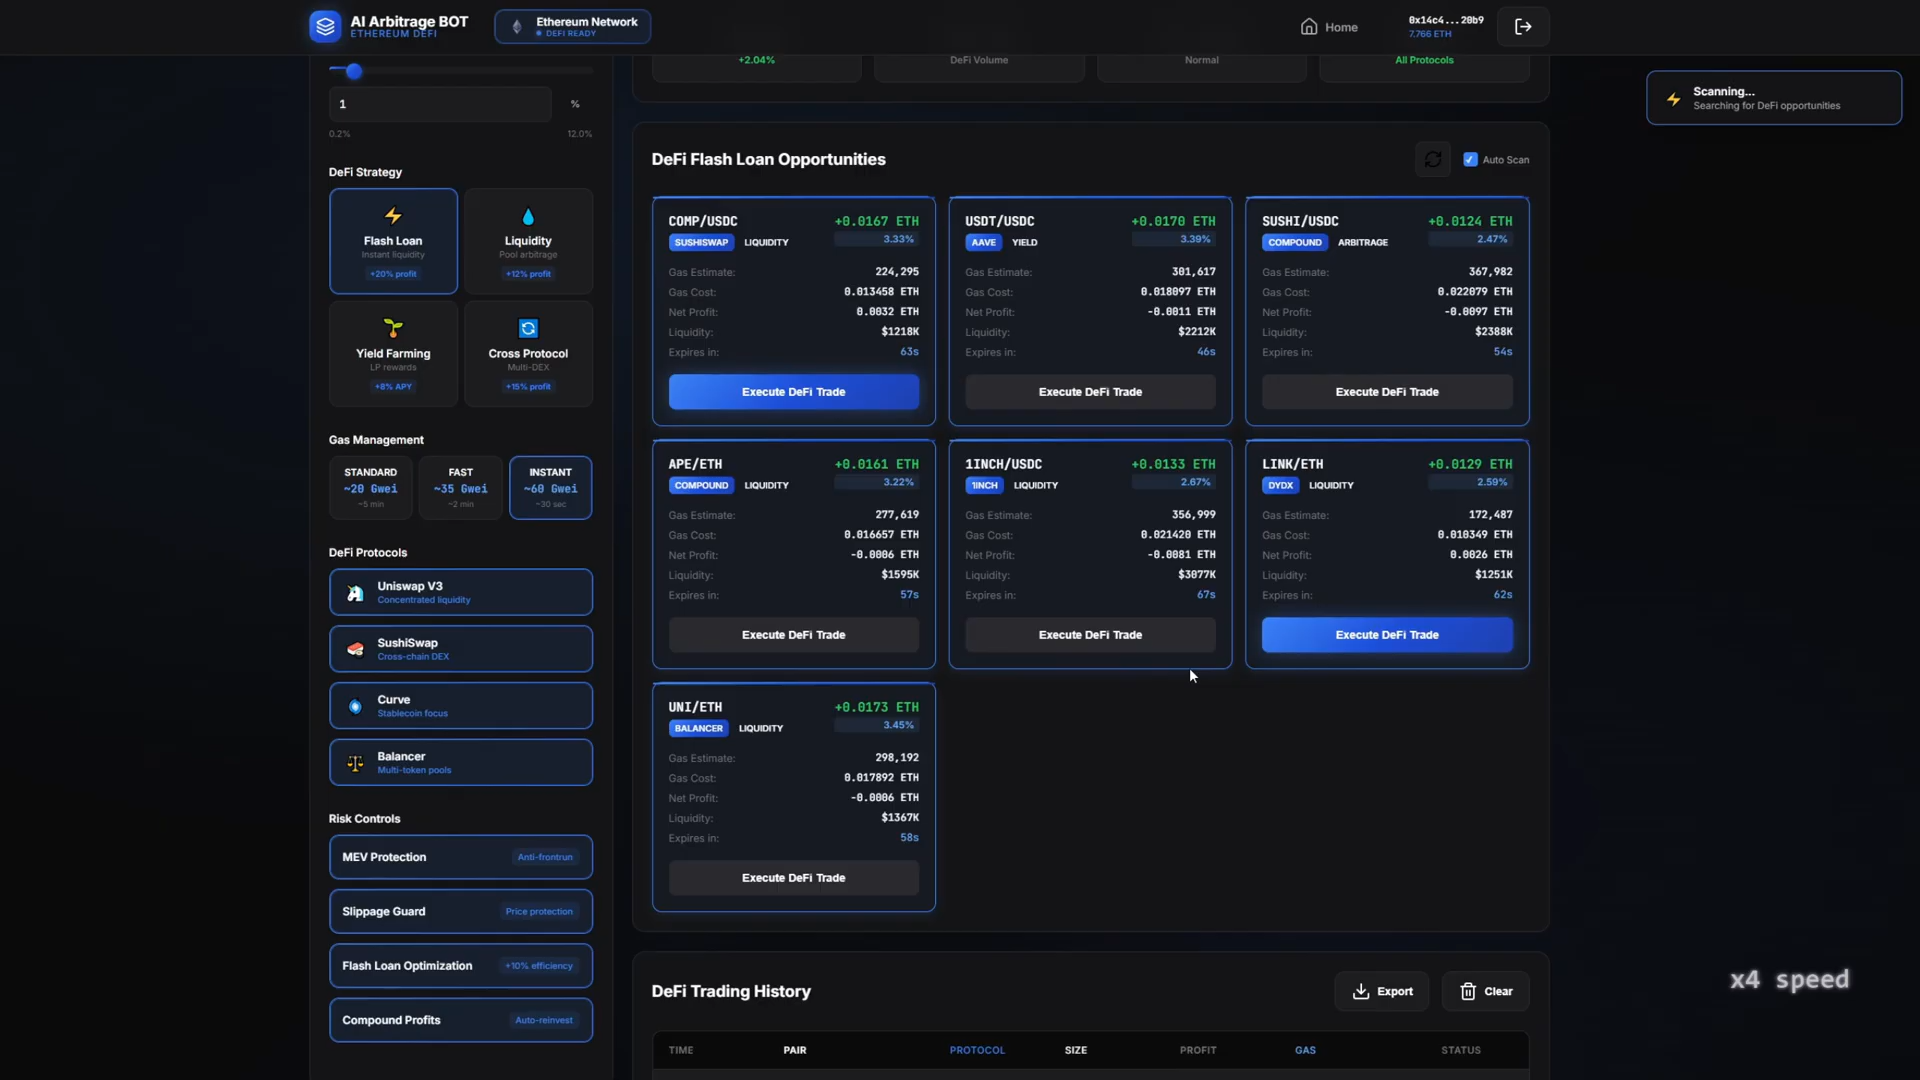 AI Arbitrage BOT
ETHEREUM DEFI
Ethereum Network
DEFI READY
Home
0x14c4...20b9
7.766 ETH
+2.04%
DeFi Volume
Normal
All Protocols
Scanning...
Searching for DeFi opportunities
1
%
0.2%
12.0%
DeFi Strategy
Flash Loan
Instant liquidity
+20% profit
Liquidity
Pool arbitrage
+12% profit
Yield Farming
LP rewards
+8% APY
Cross Protocol
Multi-DEX
+15% profit
Gas Management
STANDARD
~20 Gwei
~5 min
FAST
~35 Gwei
~2 min
INSTANT
~60 Gwei
~30 sec
DeFi Protocols
Uniswap V3
Concentrated liquidity
SushiSwap
Cross-chain DEX
Curve
Stablecoin focus
Balancer
Multi-token pools
Risk Controls
MEV Protection
Anti-frontrun
Slippage Guard
Price protection
Flash Loan Optimization
+10% efficiency
Compound Profits
Auto-reinvest
DeFi Flash Loan Opportunities
Auto Scan
COMP/USDC
+0.0167 ETH
SUSHISWAP LIQUIDITY
3.33%
Gas Estimate: 224,295
Gas Cost: 0.013458 ETH
Net Profit: 0.0032 ETH
Liquidity: $1218K
Expires in: 63s
Execute DeFi Trade
USDT/USDC
+0.0170 ETH
AAVE YIELD
3.39%
Gas Estimate: 301,617
Gas Cost: 0.018097 ETH
Net Profit: -0.0011 ETH
Liquidity: $2212K
Expires in: 46s
Execute DeFi Trade
SUSHI/USDC
+0.0124 ETH
COMPOUND ARBITRAGE
2.47%
Gas Estimate: 367,982
Gas Cost: 0.022079 ETH
Net Profit: -0.0097 ETH
Liquidity: $2388K
Expires in: 54s
Execute DeFi Trade
APE/ETH
+0.0161 ETH
COMPOUND LIQUIDITY
3.22%
Gas Estimate: 277,619
Gas Cost: 0.016657 ETH
Net Profit: -0.0006 ETH
Liquidity: $1595K
Expires in: 57s
Execute DeFi Trade
1INCH/USDC
+0.0133 ETH
1INCH LIQUIDITY
2.67%
Gas Estimate: 356,999
Gas Cost: 0.021420 ETH
Net Profit: -0.0081 ETH
Liquidity: $3077K
Expires in: 67s
Execute DeFi Trade
LINK/ETH
+0.0129 ETH
DYDX LIQUIDITY
2.59%
Gas Estimate: 172,487
Gas Cost: 0.010349 ETH
Net Profit: 0.0026 ETH
Liquidity: $1251K
Expires in: 62s
Execute DeFi Trade
UNI/ETH
+0.0173 ETH
BALANCER LIQUIDITY
3.45%
Gas Estimate: 298,192
Gas Cost: 0.017892 ETH
Net Profit: -0.0006 ETH
Liquidity: $1367K
Expires in: 58s
Execute DeFi Trade
DeFi Trading History
Export
Clear
TIME PAIR PROTOCOL SIZE PROFIT GAS STATUS
x4 speed